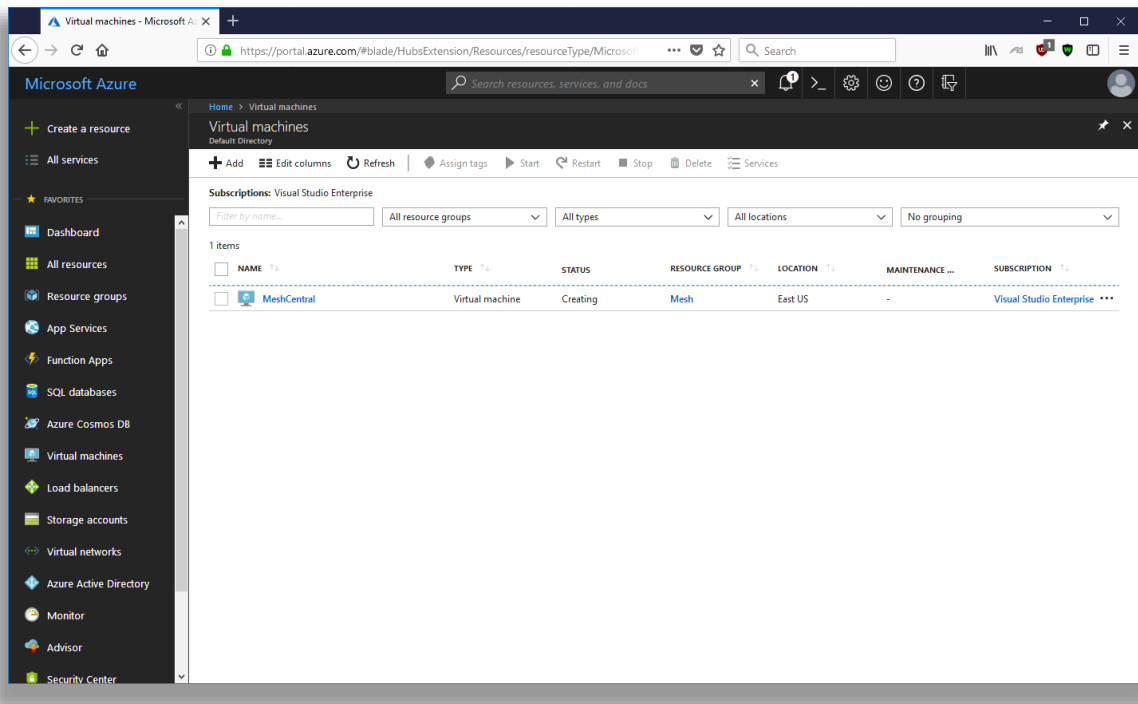 Virtual machines - Microsoft A
https://portal.azure.com/#blade/HubsExtension/Resources/resourceType/Microsof
Search
Microsoft Azure
Search resources, services, and docs
1
Create a resource
All services
FAVORITES
Dashboard
All resources
Resource groups
App Services
Function Apps
SQL databases
Azure Cosmos DB
Virtual machines
Load balancers
Storage accounts
Virtual networks
Azure Active Directory
Monitor
Advisor
Security Center
Home > Virtual machines
Virtual machines
Default Directory
Add Edit columns Refresh Assign tags Start Restart Stop Delete Services
Subscriptions: Visual Studio Enterprise
Filter by name... All resource groups All types All locations No grouping
1 items
NAME TYPE STATUS RESOURCE GROUP LOCATION MAINTENANCE ... SUBSCRIPTION
MeshCentral Virtual machine Creating Mesh East US - Visual Studio Enterprise